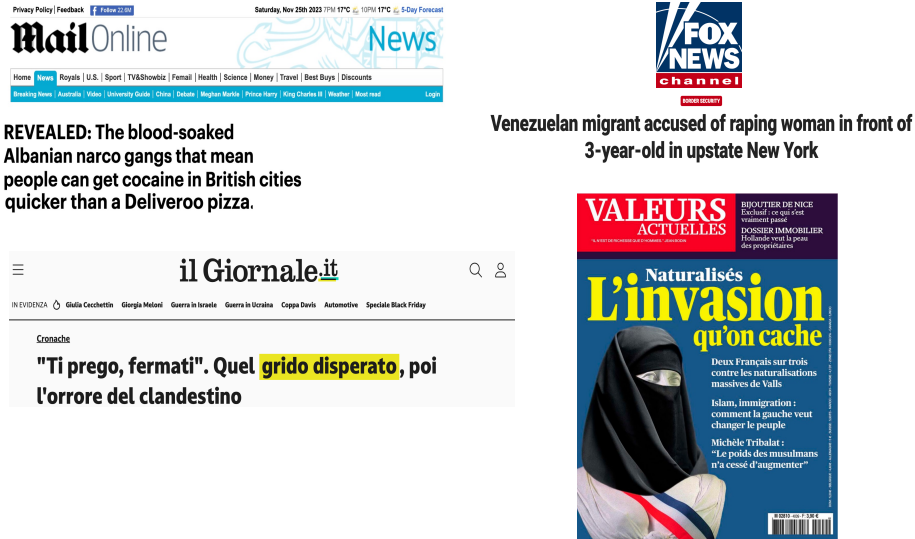 Privacy Policy | Feedback
Follow 22.6M
Saturday, Nov 25th 2023 7PM 17°C 10PM 17°C 5-Day Forecast
Mail Online
News
Home News Royals U.S. Sport TV&Showbiz Femail Health Science Money Travel Best Buys Discounts
Breaking News Australia Video University Guide China Debate Meghan Markle Prince Harry King Charles III Weather Most read Login
REVEALED: The blood-soaked
Albanian narco gangs that mean
people can get cocaine in British cities
quicker than a Deliveroo pizza.
il Giornale.it
IN EVIDENZA Giulia Cecchettin Giorgia Meloni Guerra in Israele Guerra in Ucraina Coppa Davis Automotive Speciale Black Friday
Cronache
"Ti prego, fermati". Quel grido disperato, poi
l'orrore del clandestino
FOX
NEWS
channel
BORDER SECURITY
Venezuelan migrant accused of raping woman in front of
3-year-old in upstate New York
VALEURS
ACTUELLES
"IL N'EST DE RICHESSE QUE D'HOMMES." JEAN BODIN
BIJOUTIER DE NICE
Exclusif : ce qui s'est
vraiment passé
DOSSIER IMMOBILIER
Hollande veut la peau
des propriétaires
Naturalisés
L'invasion
qu'on cache
Deux Français sur trois
contre les naturalisations
massives de Valls
Islam, immigration :
comment la gauche veut
changer le peuple
Michèle Tribalat :
“Le poids des musulmans
n'a cessé d'augmenter”